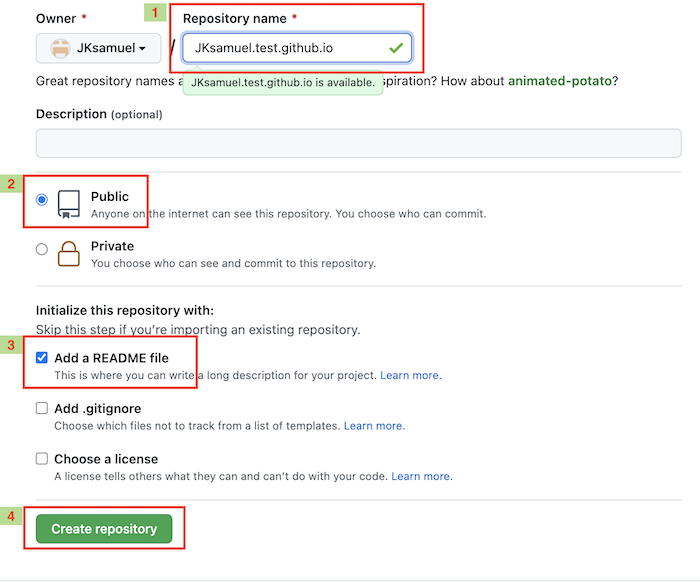 Owner * 1 Repository name *
JKsamuel / JKsamuel.test.github.io
Great repository names a spiration? How about animated-potato?
JKsamuel.test.github.io is available.
Description (optional)
2
Public
Anyone on the internet can see this repository. You choose who can commit.
Private
You choose who can see and commit to this repository.
Initialize this repository with:
Skip this step if you're importing an existing repository.
3
Add a README file
This is where you can write a long description for your project. Learn more.
Add .gitignore
Choose which files not to track from a list of templates. Learn more.
Choose a license
A license tells others what they can and can't do with your code. Learn more.
4
Create repository